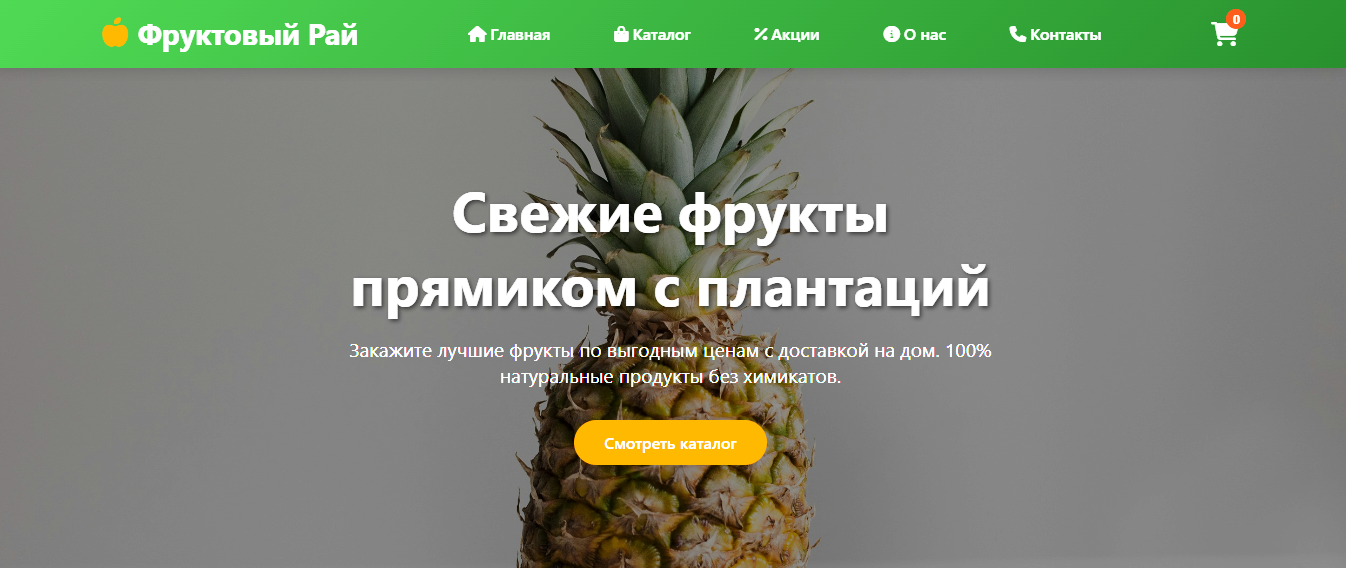 Фруктовый Рай
Главная
Каталог
Акции
О нас
Контакты
0
Свежие фрукты
прямиком с плантаций
Закажите лучшие фрукты по выгодным ценам с доставкой на дом. 100%
натуральные продукты без химикатов.
Смотреть каталог